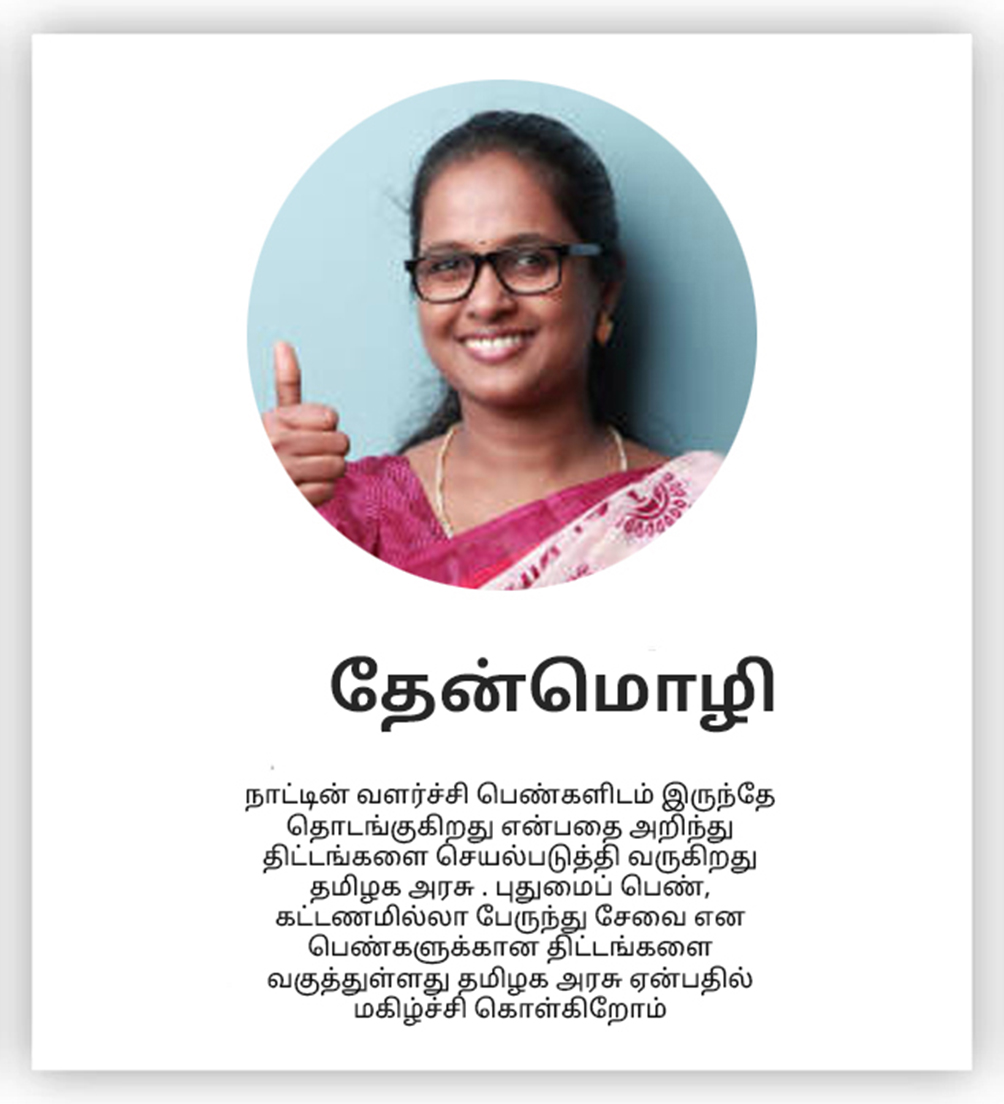 தேன்மொழி
நாட்டின் வளர்ச்சி பெண்களிடம் இருந்தே
தொடங்குகிறது என்பதை அறிந்து
திட்டங்களை செயல்படுத்தி வருகிறது
தமிழக அரசு . புதுமைப் பெண்,
கட்டணமில்லா பேருந்து சேவை என
பெண்களுக்கான திட்டங்களை
வகுத்துள்ளது தமிழக அரசு ஏன்பதில்
மகிழ்ச்சி கொள்கிறோம்